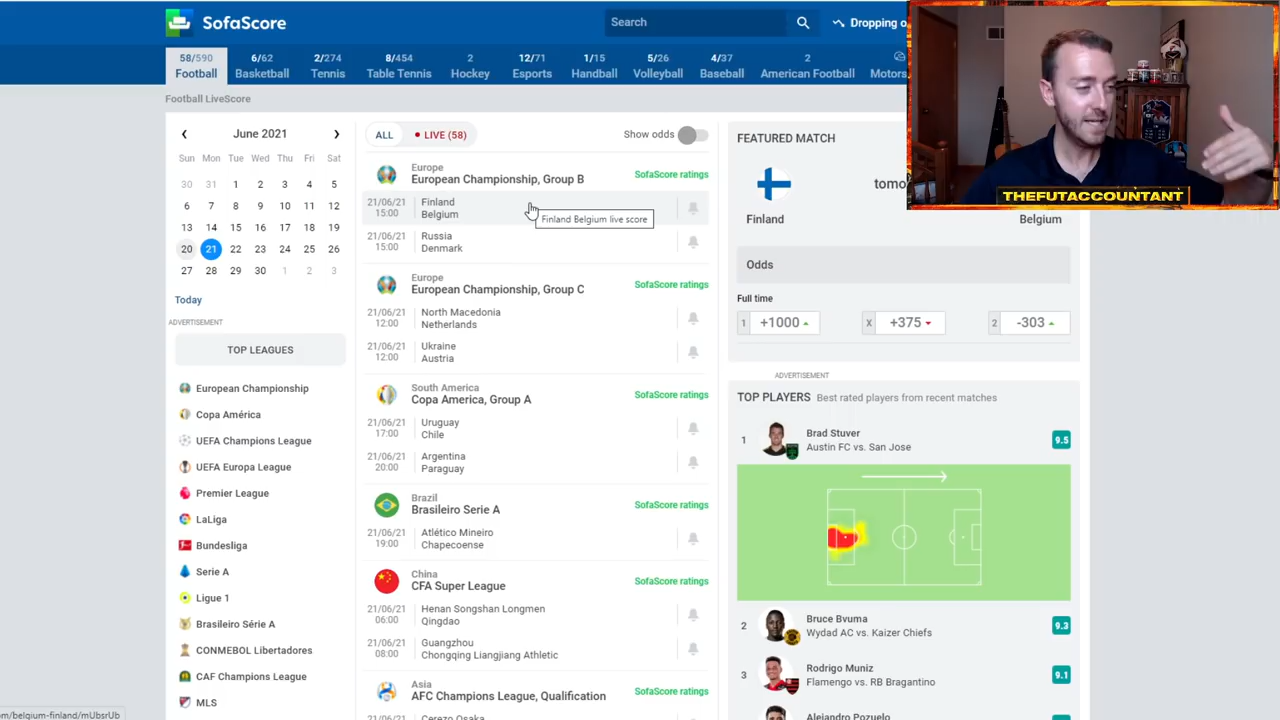 SofaScore
Search
Dropping o
58/590
Football
6/62
Basketball
2/274
Tennis
8/454
Table Tennis
2
Hockey
12/71
Esports
1/15
Handball
5/26
Volleyball
4/37
Baseball
2
American Football
Motors
Football LiveScore
THEFUTACCOUNTANT
June 2021
Sun Mon Tue Wed Thu Fri Sat
30 31 1 2 3 4 5
6 7 8 9 10 11 12
13 14 15 16 17 18 19
20 21 22 23 24 25 26
27 28 29 30 1 2 3
Today
ADVERTISEMENT
TOP LEAGUES
European Championship
Copa América
UEFA Champions League
UEFA Europa League
Premier League
LaLiga
Bundesliga
Serie A
Ligue 1
Brasileiro Série A
CONMEBOL Libertadores
CAF Champions League
MLS
om/belgium-finland/mUbsrUb
ALL
LIVE (58)
Show odds
Europe
European Championship, Group B
SofaScore ratings
21/06/21 Finland
15:00 Belgium
Finland Belgium live score
21/06/21 Russia
15:00 Denmark
Europe
European Championship, Group C
SofaScore ratings
21/06/21 North Macedonia
12:00 Netherlands
21/06/21 Ukraine
12:00 Austria
South America
Copa America, Group A
SofaScore ratings
21/06/21 Uruguay
17:00 Chile
21/06/21 Argentina
20:00 Paraguay
Brazil
Brasileiro Serie A
SofaScore ratings
21/06/21 Atlético Mineiro
19:00 Chapecoense
China
CFA Super League
SofaScore ratings
21/06/21 Henan Songshan Longmen
06:00 Qingdao
21/06/21 Guangzhou
08:00 Chongqing Liangjiang Athletic
Asia
AFC Champions League, Qualification
SofaScore ratings
21/06/21 Cerezo Osaka
FEATURED MATCH
tomo
Finland
Belgium
Odds
Full time
1 +1000
X +375
2 -303
ADVERTISEMENT
TOP PLAYERS Best rated players from recent matches
1 Brad Stuver
Austin FC vs. San Jose
9.5
2 Bruce Bvuma
Wydad AC vs. Kaizer Chiefs
9.3
3 Rodrigo Muniz
Flamengo vs. RB Bragantino
9.1
Alejandro Pozuelo